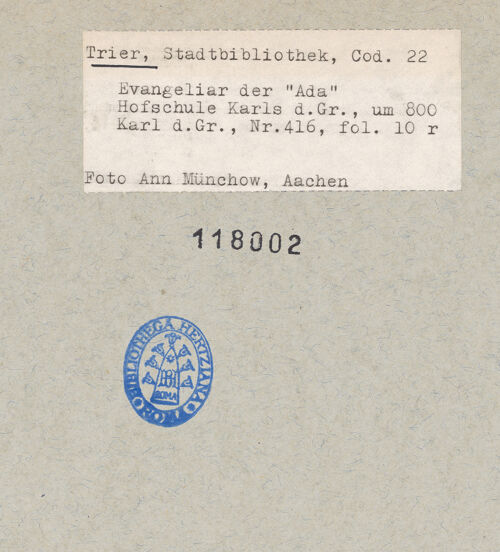 Trier, Stadtbibliothek, Cod. 22
Evangeliar der "Ada"
Hofschule Karls d.Gr., um 800
Karl d.Gr., Nr.416, fol. 10 r
Foto Ann Münchow, Aachen
118002
BIBLIOTHECA HERTZIANA
ROMA